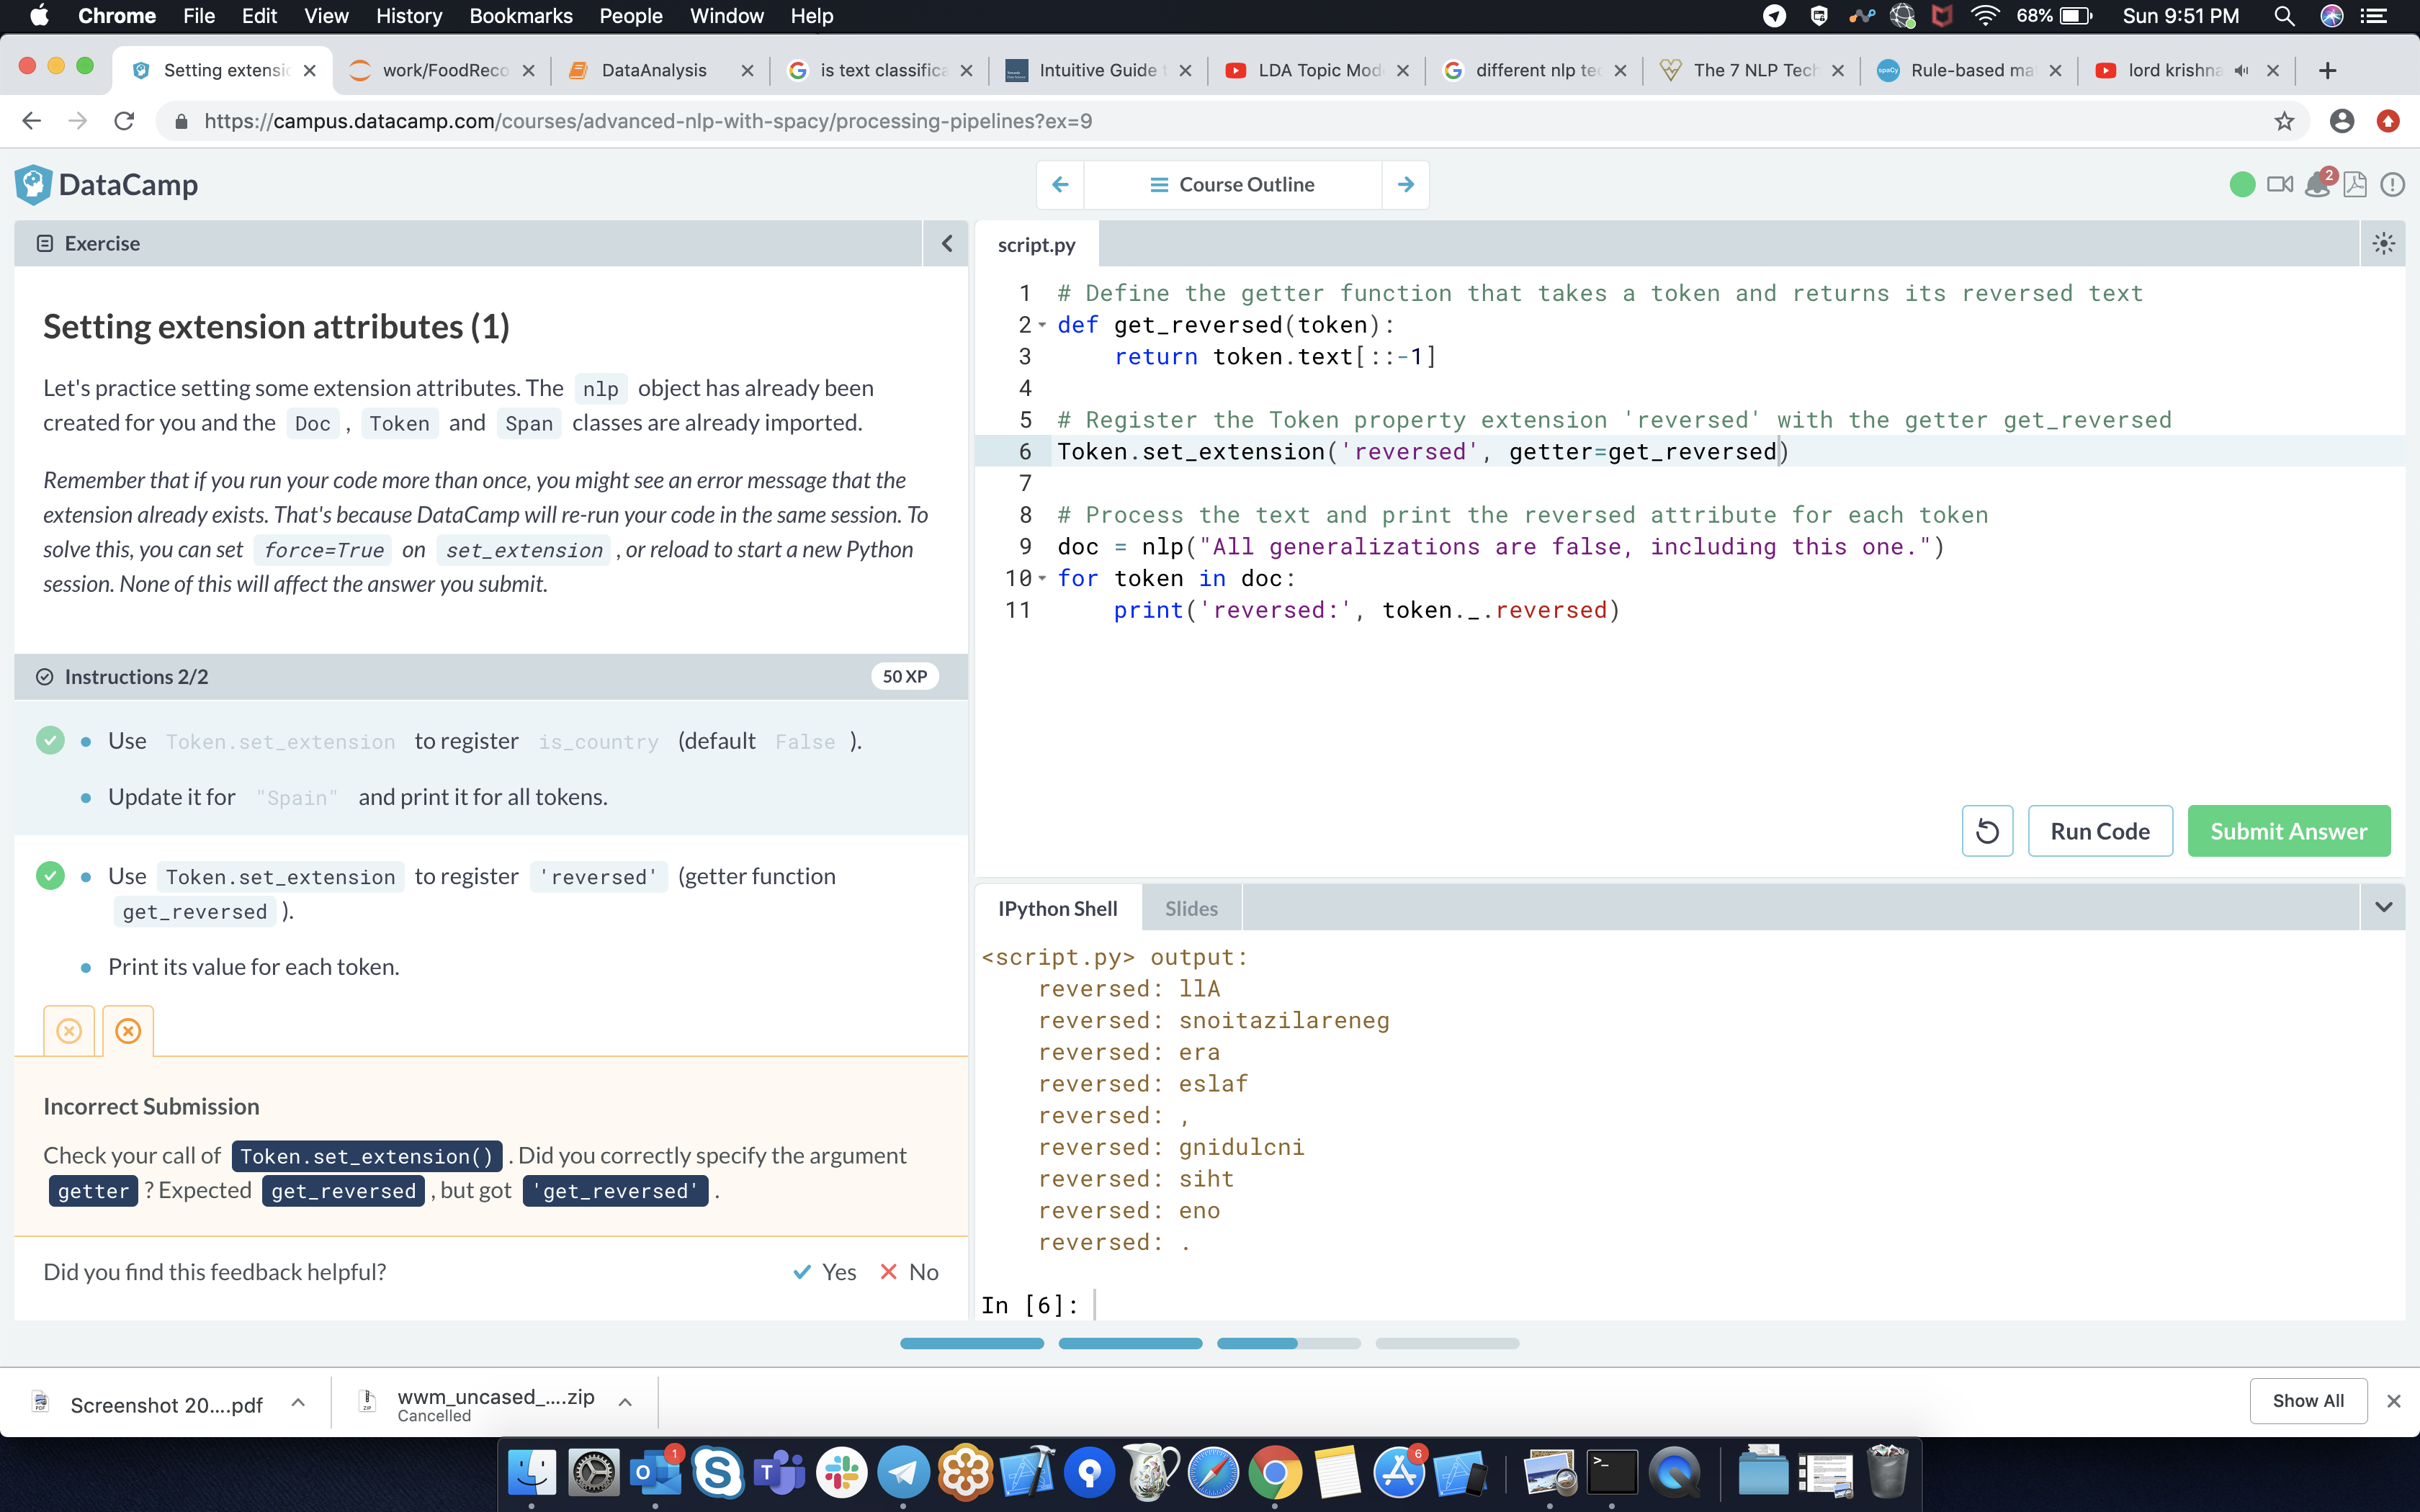 Chrome File Edit View History Bookmarks People Window Help 68% Sun 9:51 PM
Setting extensi work/FoodReco DataAnalysis is text classifica Intuitive Guide LDA Topic Mod different nlp te The 7 NLP Tech spaCy Rule-based ma lord krishna
https://campus.datacamp.com/courses/advanced-nlp-with-spacy/processing-pipelines?ex=9
DataCamp
Course Outline
2
Exercise
Setting extension attributes (1)
Let's practice setting some extension attributes. The nlp object has already been
created for you and the Doc , Token and Span classes are already imported.
Remember that if you run your code more than once, you might see an error message that the
extension already exists. That's because DataCamp will re-run your code in the same session. To
solve this, you can set force=True on set_extension , or reload to start a new Python
session. None of this will affect the answer you submit.
Instructions 2/2
50 XP
Use Token.set_extension to register is_country (default False ).
Update it for "Spain" and print it for all tokens.
Use Token.set_extension to register 'reversed' (getter function
get_reversed ).
Print its value for each token.
Incorrect Submission
Check your call of Token.set_extension() . Did you correctly specify the argument
getter ? Expected get_reversed , but got 'get_reversed' .
Did you find this feedback helpful?
Yes No
script.py
1 # Define the getter function that takes a token and returns its reversed text
2 def get_reversed(token):
3 return token.text[::-1]
4
5 # Register the Token property extension 'reversed' with the getter get_reversed
6 Token.set_extension('reversed', getter=get_reversed)
7
8 # Process the text and print the reversed attribute for each token
9 doc = nlp("All generalizations are false, including this one.")
10 for token in doc:
11 print('reversed:', token._.reversed)
Run Code
Submit Answer
IPython Shell
Slides
<script.py> output:
reversed: llA
reversed: snoitazilareneg
reversed: era
reversed: eslaf
reversed: ,
reversed: gnidulcni
reversed: siht
reversed: eno
reversed: .
In [6]:
Screenshot 20....pdf
wwm_uncased_....zip
Cancelled
Show All
1
6